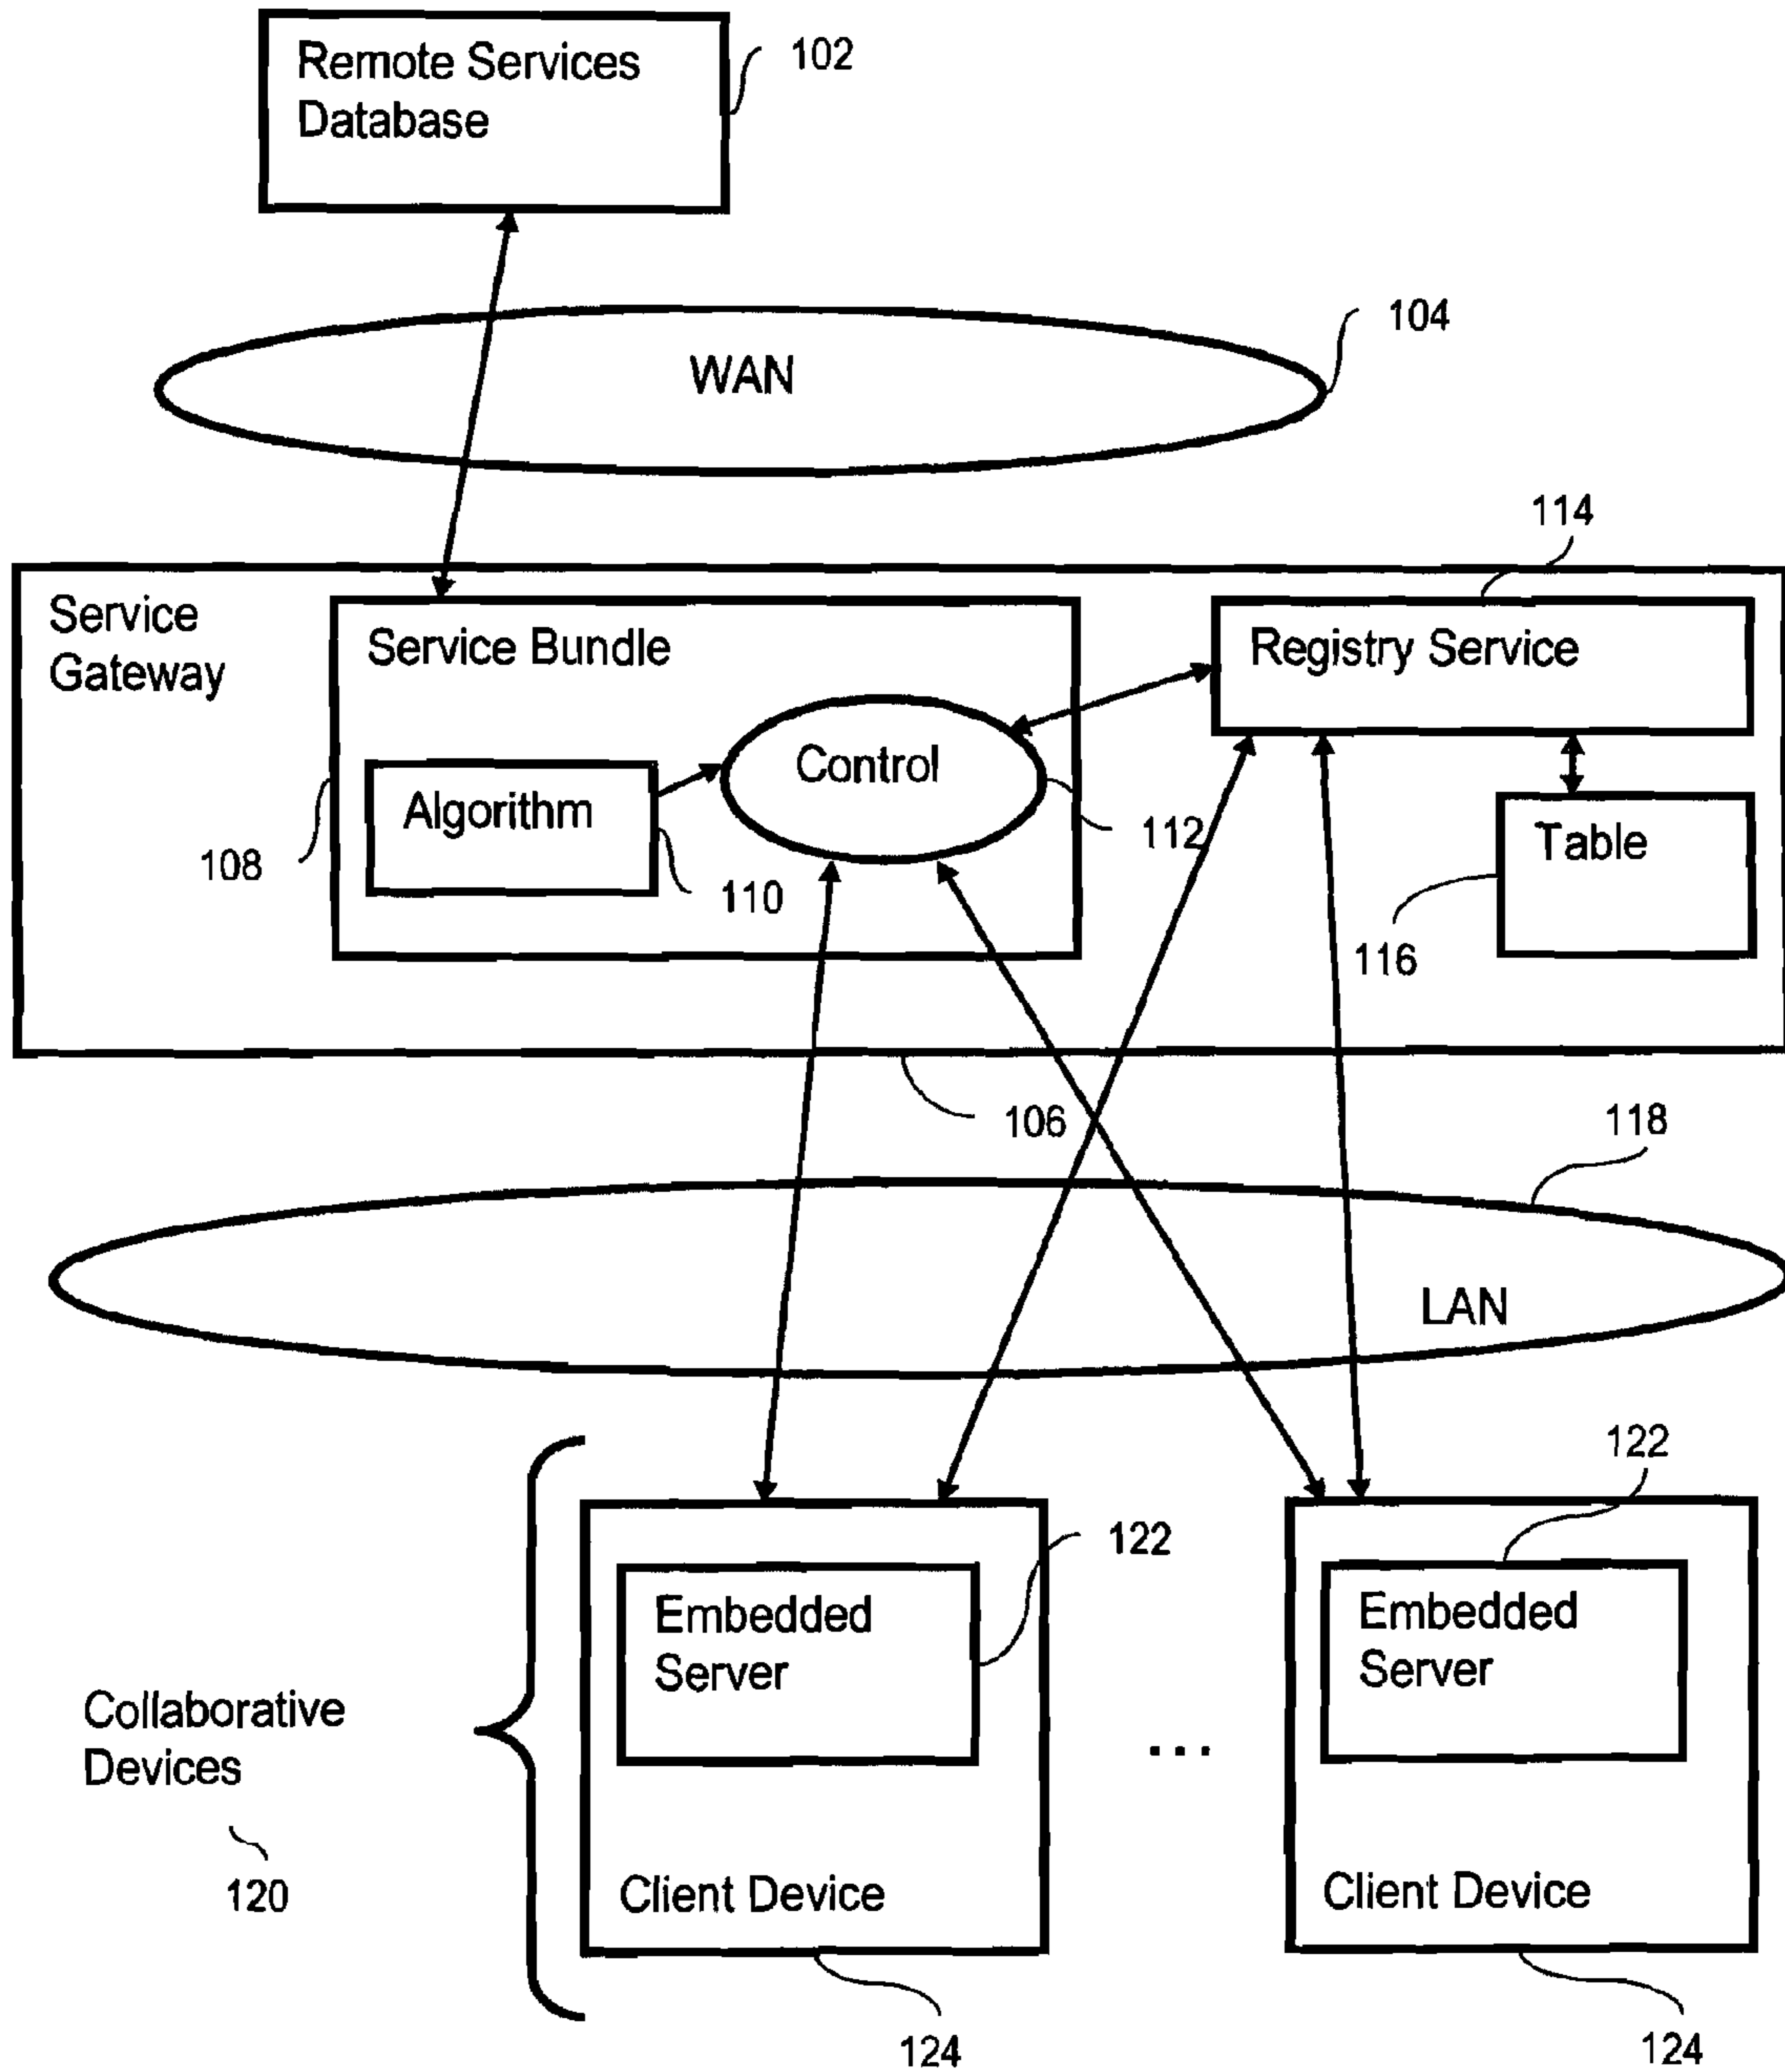 Remote Services
Database
102
WAN
104
114
Service
Gateway
Service Bundle
Registry Service
Control
Algorithm
Table
108
110
112
116
106
118
LAN
122
122
Embedded
Server
Embedded
Server
Collaborative
Devices
...
120
Client Device
Client Device
124
124